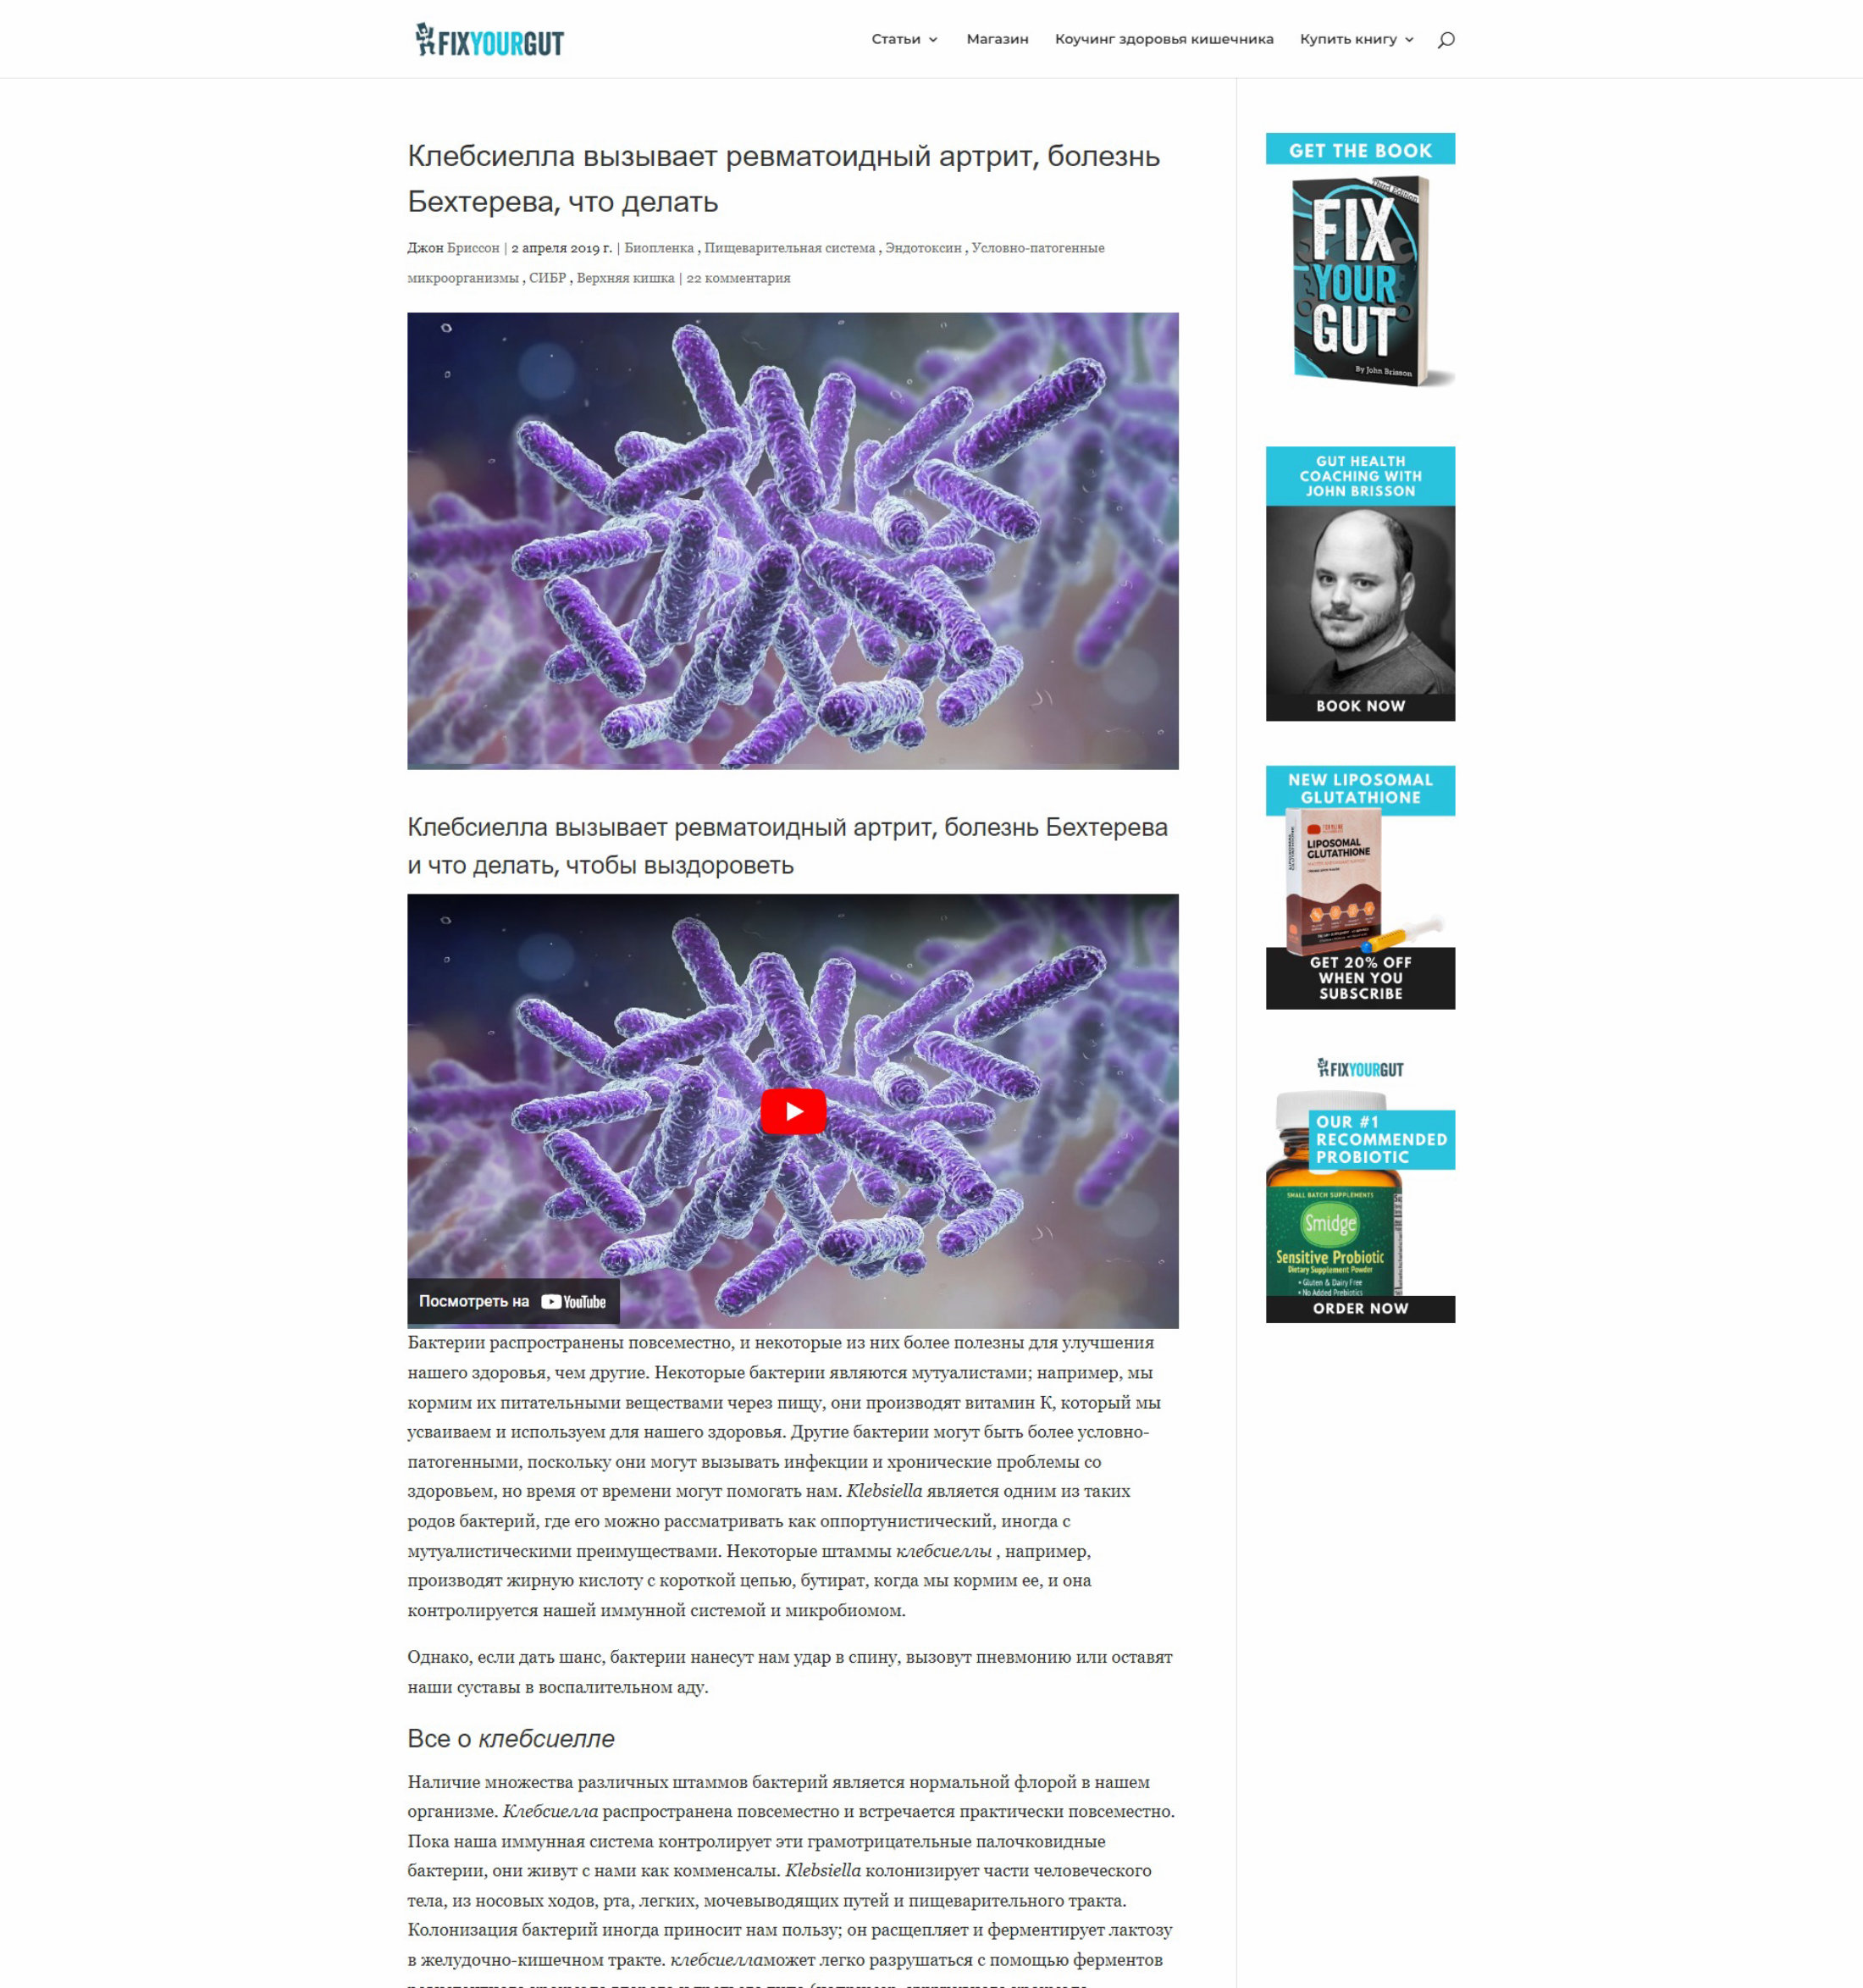 FIXYOURGUT
Статьи
Магазин
Коучинг здоровья кишечника
Купить книгу
Клебсиелла вызывает ревматоидный артрит, болезнь
Бехтерева, что делать
Джон Бриссон | 2 апреля 2019 г. | Биопленка , Пищеварительная система , Эндотоксин , Условно-патогенные
микроорганизмы , СИБР , Верхняя кишка | 22 комментария
Клебсиелла вызывает ревматоидный артрит, болезнь Бехтерева
и что делать, чтобы выздороветь
Посмотреть на YouTube
Бактерии распространены повсеместно, и некоторые из них более полезны для улучшения
нашего здоровья, чем другие. Некоторые бактерии являются мутуалистами; например, мы
кормим их питательными веществами через пищу, они производят витамин К, который мы
усваиваем и используем для нашего здоровья. Другие бактерии могут быть более условно-
патогенными, поскольку они могут вызывать инфекции и хронические проблемы со
здоровьем, но время от времени могут помогать нам. Klebsiella является одним из таких
родов бактерий, где его можно рассматривать как оппортунистический, иногда с
мутуалистическими преимуществами. Некоторые штаммы клебсиеллы , например,
производят жирную кислоту с короткой цепью, бутират, когда мы кормим ее, и она
контролируется нашей иммунной системой и микробиомом.
Однако, если дать шанс, бактерии нанесут нам удар в спину, вызовут пневмонию или оставят
наши суставы в воспалительном аду.
Все о клебсиелле
Наличие множества различных штаммов бактерий является нормальной флорой в нашем
организме. Клебсиелла распространена повсеместно и встречается практически повсеместно.
Пока наша иммунная система контролирует эти грамотрицательные палочковидные
бактерии, они живут с нами как комменсалы. Klebsiella колонизирует части человеческого
тела, из носовых ходов, рта, легких, мочевыводящих путей и пищеварительного тракта.
Колонизация бактерий иногда приносит нам пользу; он расщепляет и ферментирует лактозу
в желудочно-кишечном тракте. клебсиелламожет легко разрушаться с помощью ферментов
GET THE BOOK
Third Edition
FIX
YOUR
GUT
By John Brisson
GUT HEALTH
COACHING WITH
JOHN BRISSON
BOOK NOW
NEW LIPOSOMAL
GLUTATHIONE
LIPOSOMAL
GLUTATHIONE
GET 20% OFF
WHEN YOU
SUBSCRIBE
FIXYOURGUT
OUR #1
RECOMMENDED
PROBIOTIC
SMALL BATCH SUPPLEMENTS
Smidge
Sensitive Probiotic
Dietary Supplement Powder
• Gluten & Dairy Free
• No Added Prebiotics
ORDER NOW